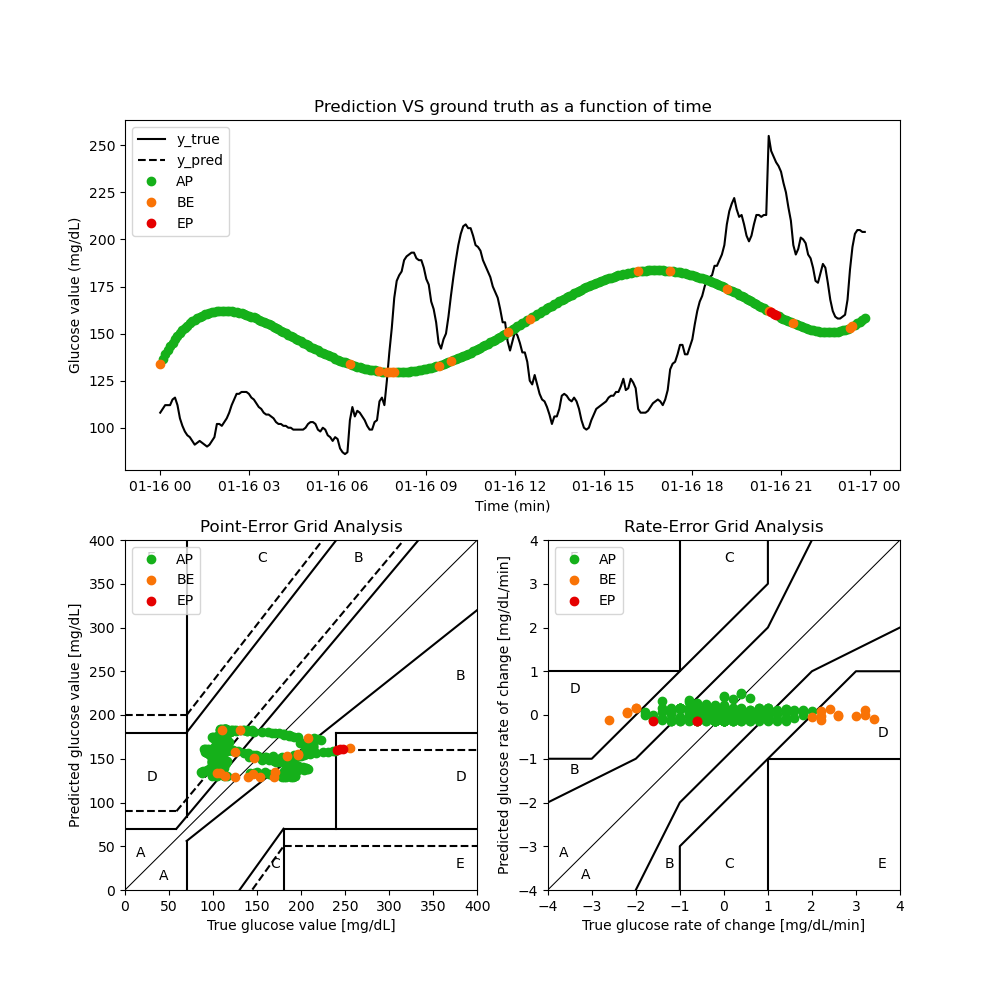 Prediction VS ground truth as a function of time
Glucose value (mg/dL)
250
225
200
175
150
125
100
y_true
y_pred
AP
BE
EP
01-16 00 01-16 03 01-16 06 01-16 09 01-16 12 01-16 15 01-16 18 01-16 21 01-17 00
Time (min)
Point-Error Grid Analysis
Predicted glucose value [mg/dL]
400
350
300
250
200
150
100
50
0
AP
BE
EP
C
B
B
D
D
A
A
C
E
0 50 100 150 200 250 300 350 400
True glucose value [mg/dL]
Rate-Error Grid Analysis
Predicted glucose rate of change [mg/dL/min]
4
3
2
1
0
−1
−2
−3
−4
AP
BE
EP
C
D
D
B
A
A
B
C
E
−4 −3 −2 −1 0 1 2 3 4
True glucose rate of change [mg/dL/min]